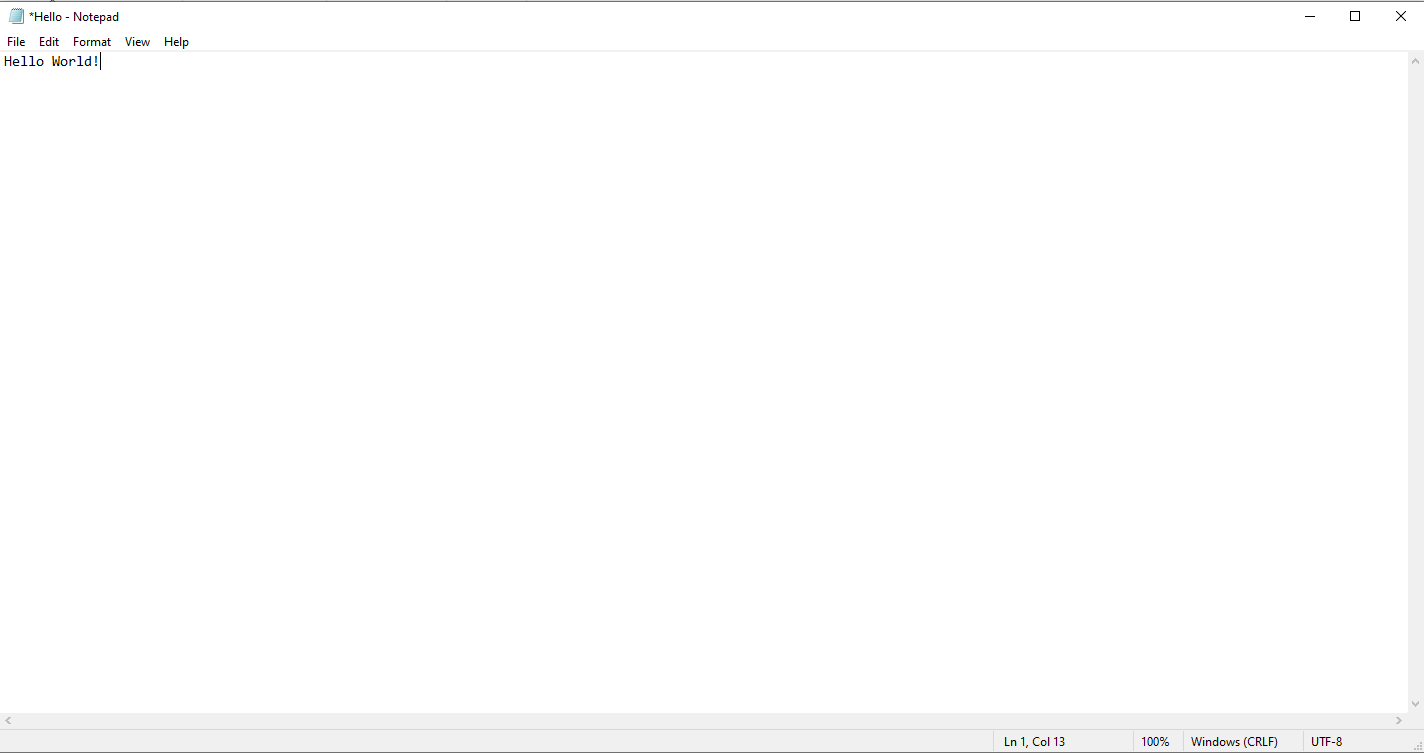 *Hello - Notepad
File Edit Format View Help
Hello World!
Ln 1, Col 13 100% Windows (CRLF) UTF-8